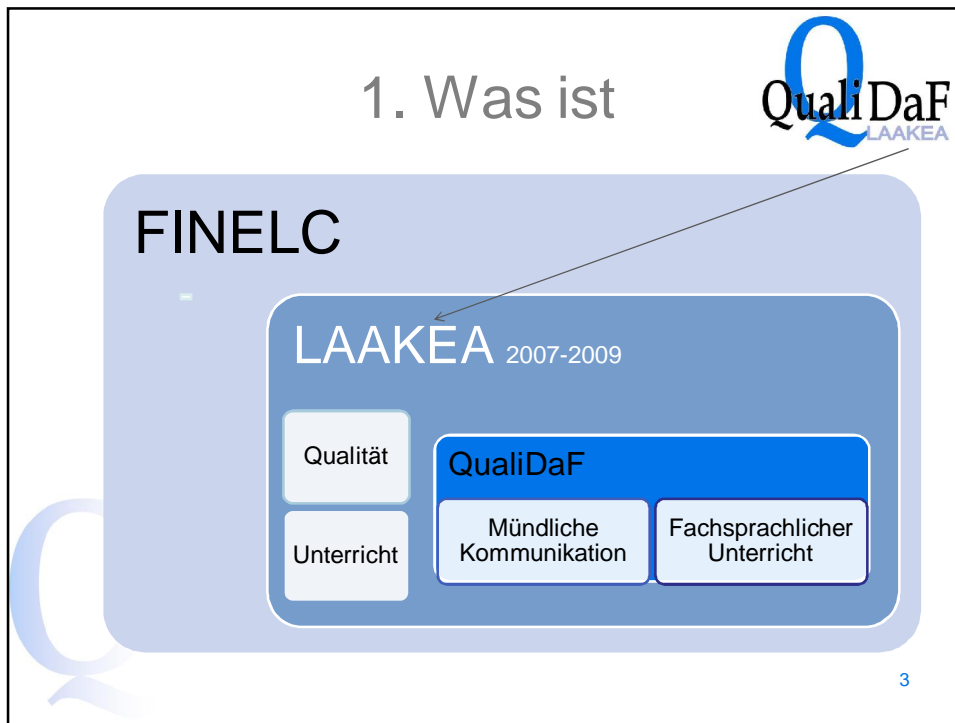 1. Was ist
QualiDaF
LAAKEA
FINELC
LAAKEA 2007-2009
Qualität
QualiDaF
Mündliche
Kommunikation
Fachsprachlicher
Unterricht
Unterricht
Q
3